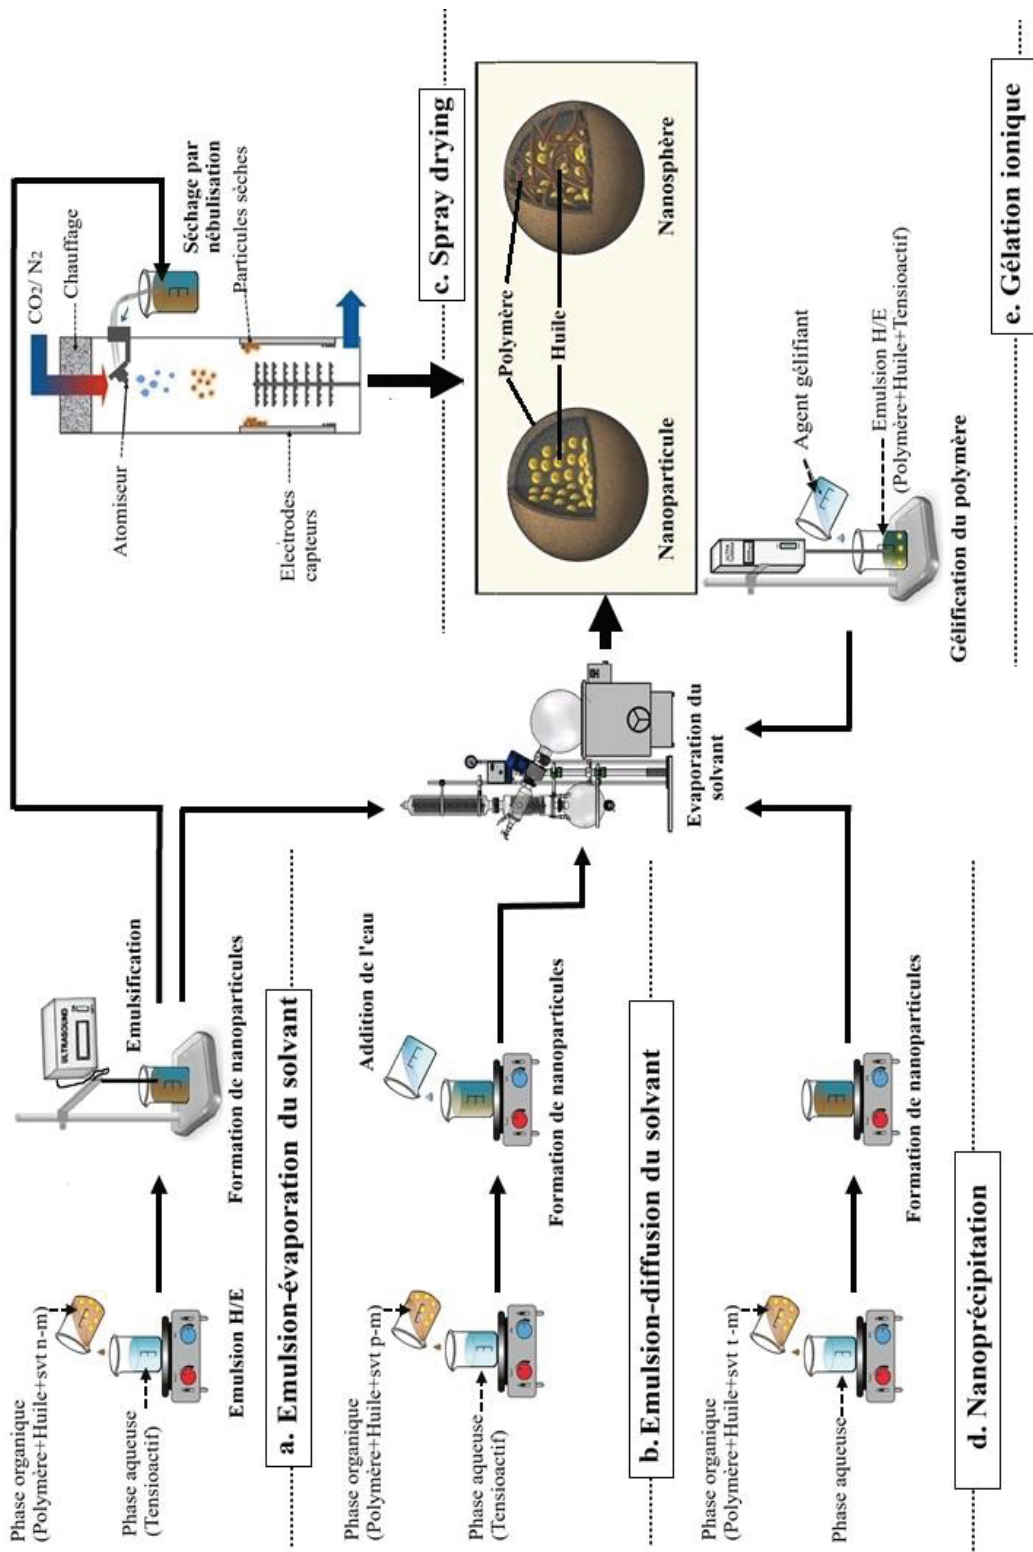 Phase organique
(Polymère+Huile+svt n-m)
Phase aqueuse
(Tensioactif)
Emulsion H/E
ULTRASOUND
Emulsification
Formation de nanoparticules
a. Emulsion-évaporation du solvant
CO2/ N2
Chauffage
Atomiseur
Séchage par
nébulisation
Particules sèches
Electrodes
capteurs
c. Spray drying
Phase organique
(Polymère+Huile+svt p-m)
Phase aqueuse
(Tensioactif)
Addition de l'eau
Formation de nanoparticules
b. Emulsion-diffusion du solvant
Evaporation du
solvant
Polymère
Huile
Nanoparticule
Nanosphère
Phase organique
(Polymère+Huile+svt t-m)
Phase aqueuse
Formation de nanoparticules
d. Nanoprécipitation
Agent gélifiant
Emulsion H/E
(Polymère+Huile+Tensioactif)
Gélification du polymère
e. Gélation ionique